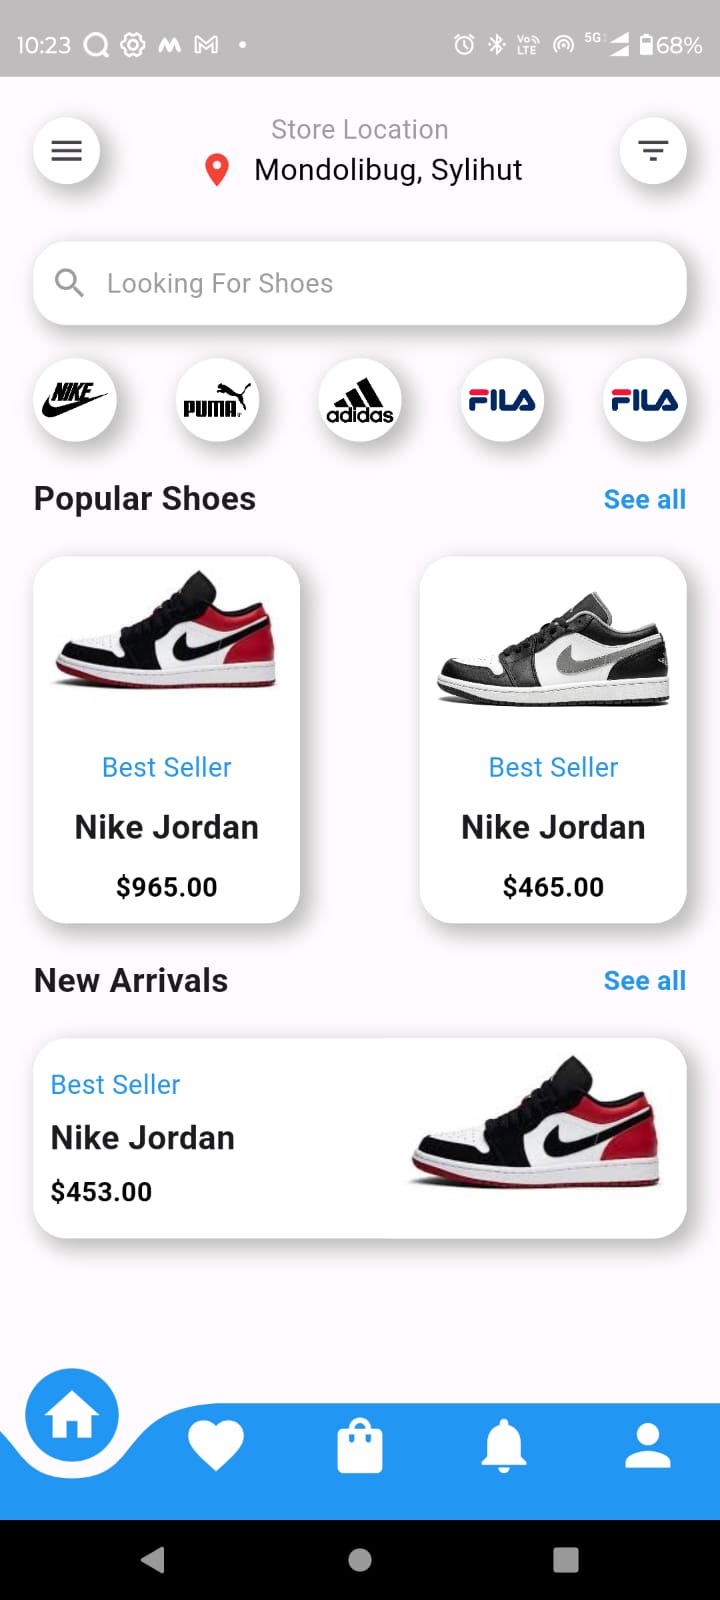 10:23
VoLTE 5G 68%
Store Location
Mondolibug, Sylihut
Looking For Shoes
NIKE PUMA adidas FILA FILA
Popular Shoes See all
Best Seller Best Seller
Nike Jordan Nike Jordan
$965.00 $465.00
New Arrivals See all
Best Seller
Nike Jordan
$453.00